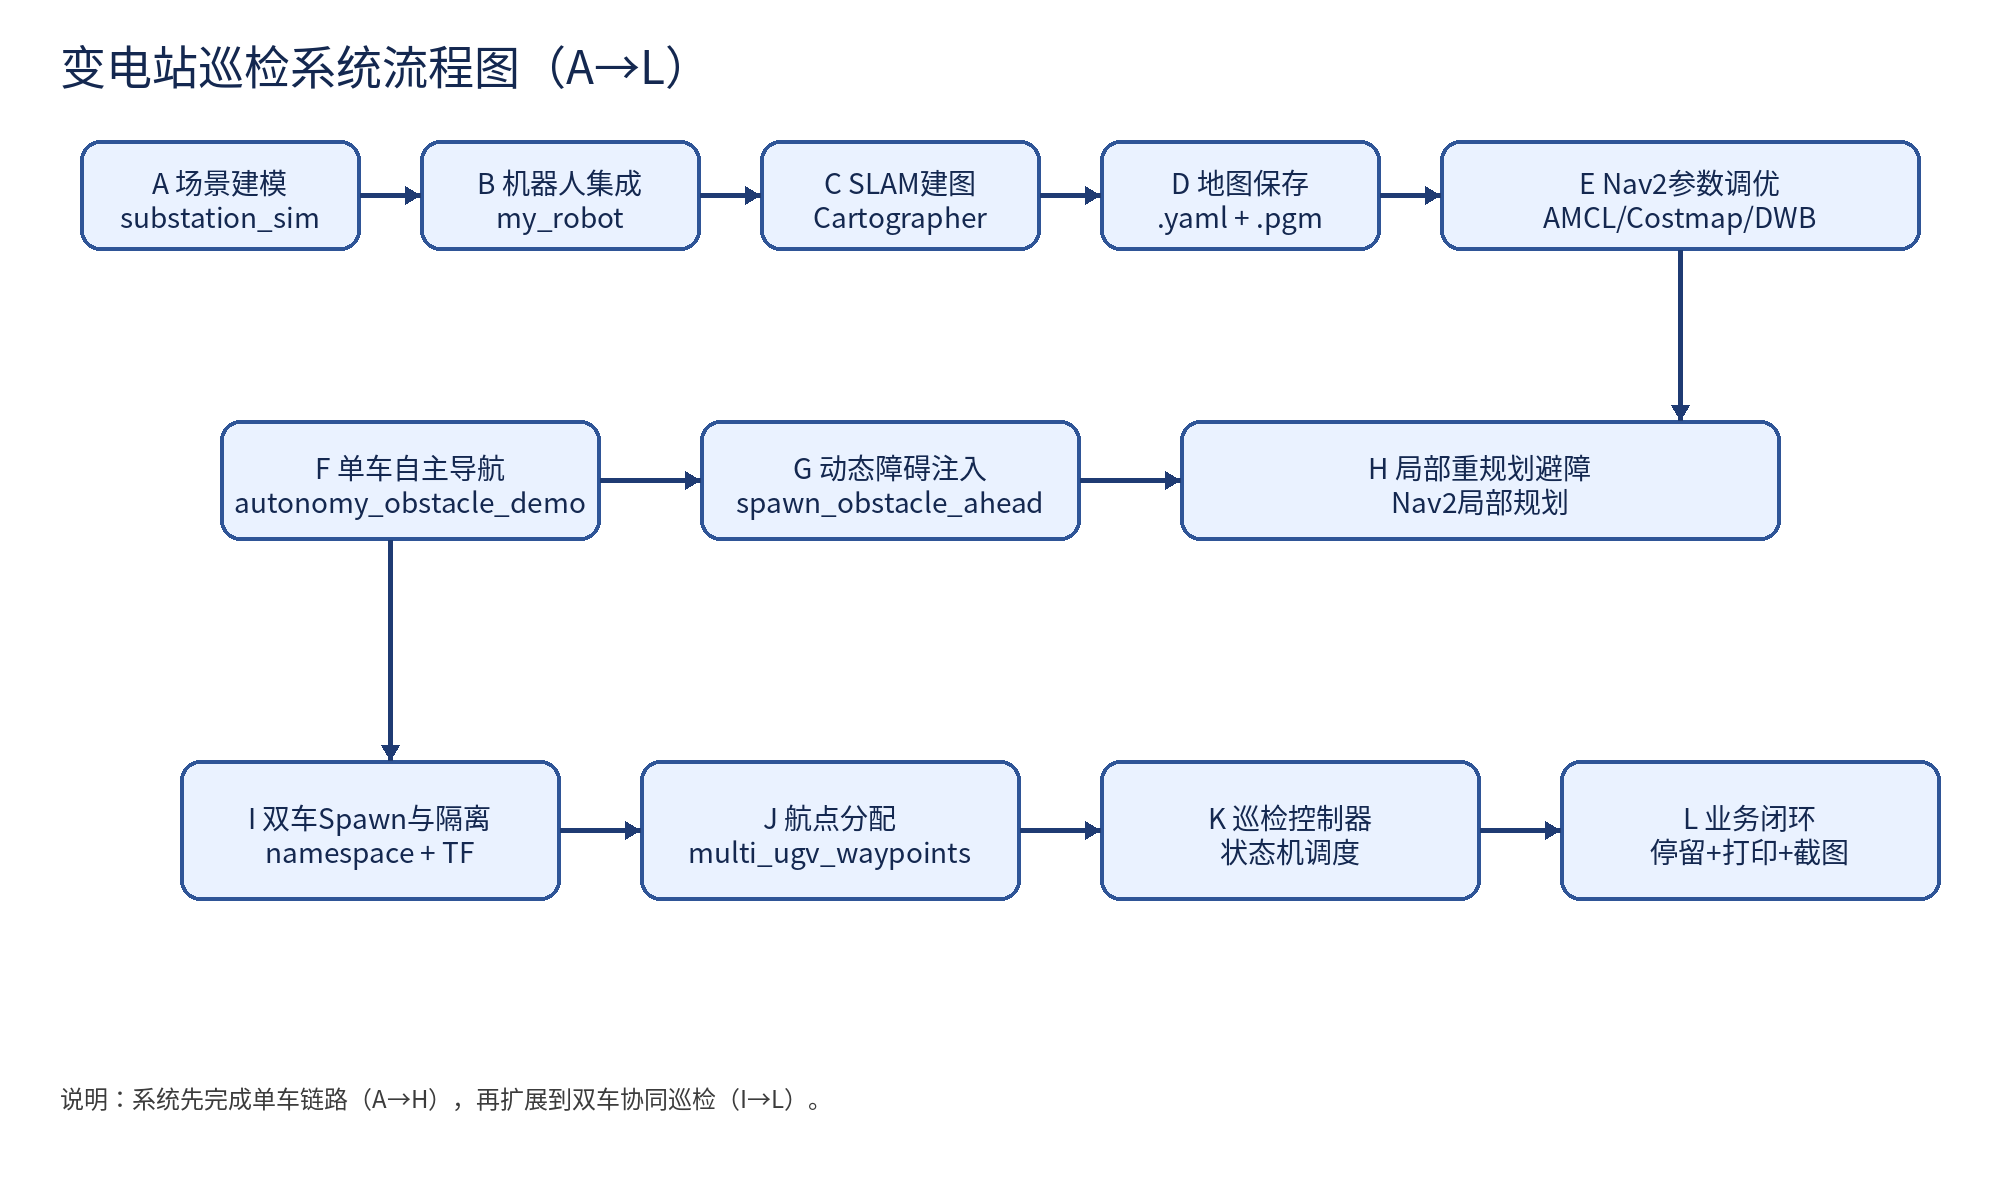 变电站巡检系统流程图（A→L）
A 场景建模
substation_sim
B 机器人集成
my_robot
C SLAM建图
Cartographer
D 地图保存
.yaml + .pgm
E Nav2参数调优
AMCL/Costmap/DWB
F 单车自主导航
autonomy_obstacle_demo
G 动态障碍注入
spawn_obstacle_ahead
H 局部重规划避障
Nav2局部规划
I 双车Spawn与隔离
namespace + TF
J 航点分配
multi_ugv_waypoints
K 巡检控制器
状态机调度
L 业务闭环
停留+打印+截图
说明：系统先完成单车链路（A→H），再扩展到双车协同巡检（I→L）。